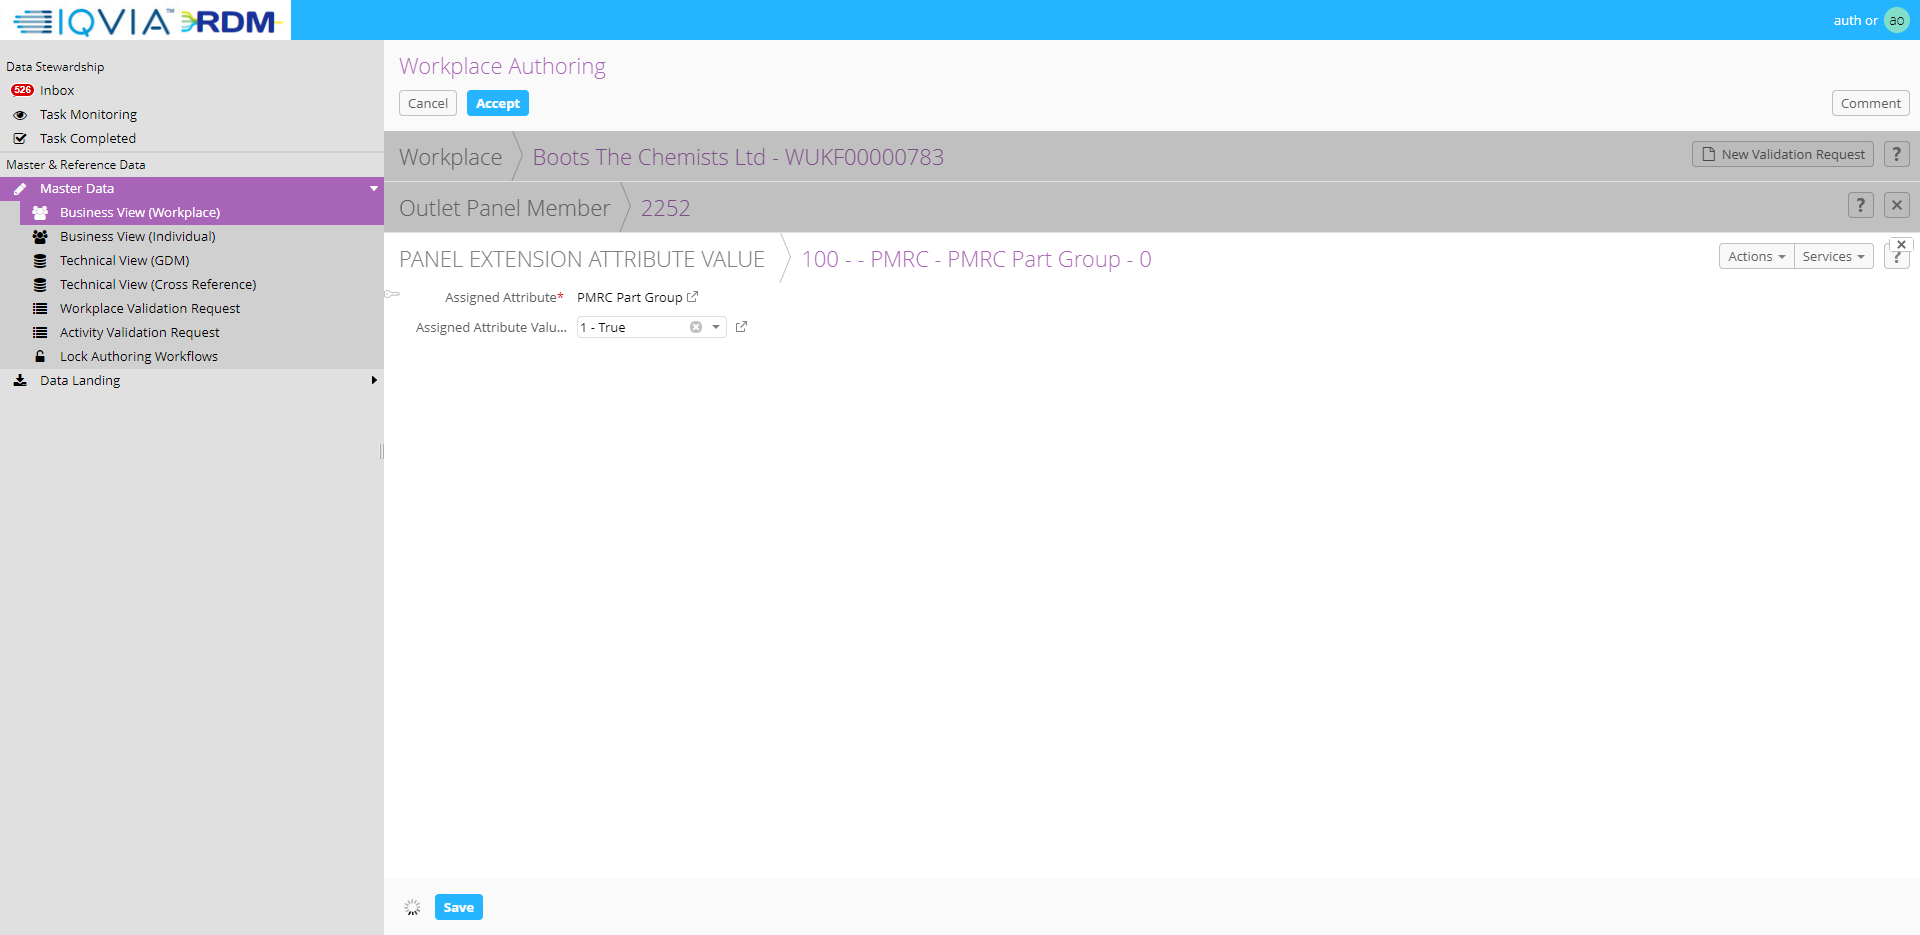 IQVIA™ RDM
auth or ao
Data Stewardship
526 Inbox
Task Monitoring
Task Completed
Master & Reference Data
Master Data
Business View (Workplace)
Business View (Individual)
Technical View (GDM)
Technical View (Cross Reference)
Workplace Validation Request
Activity Validation Request
Lock Authoring Workflows
Data Landing
Workplace Authoring
Cancel Accept Comment
Workplace Boots The Chemists Ltd - WUKF00000783 New Validation Request ?
Outlet Panel Member 2252 ?
PANEL EXTENSION ATTRIBUTE VALUE 100 - - PMRC - PMRC Part Group - 0 Actions Services ?
Assigned Attribute* PMRC Part Group
Assigned Attribute Valu... 1 - True
Save